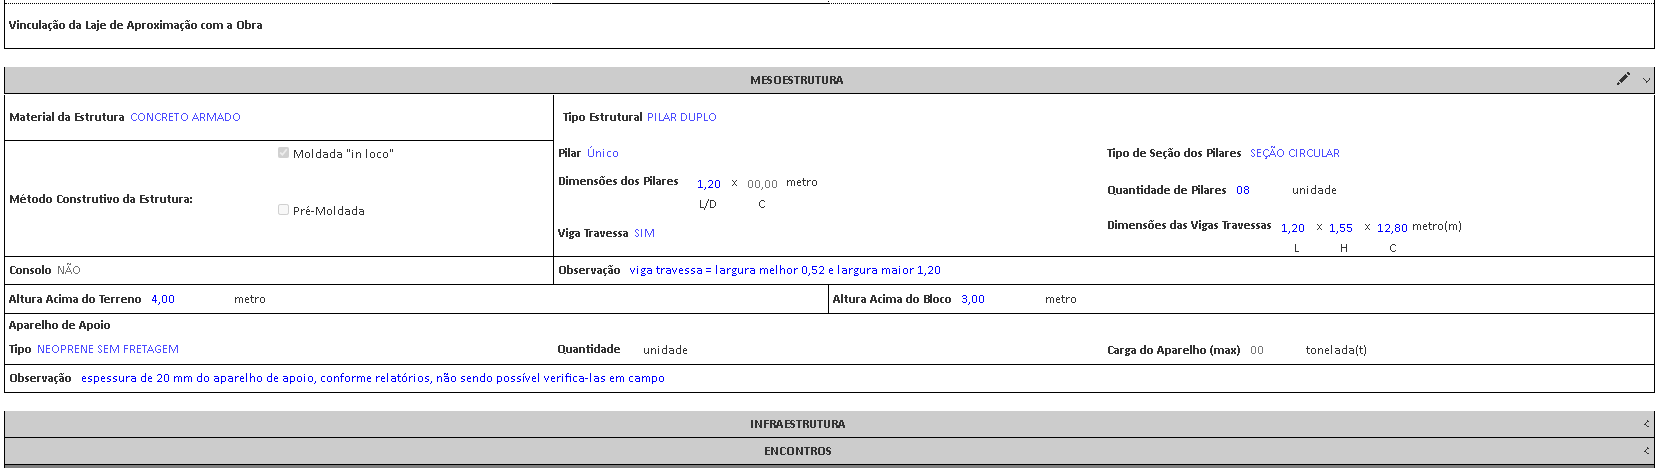 Vinculação da Laje de Aproximação com a Obra
MESOESTRUTURA
Material da Estrutura CONCRETO ARMADO
Tipo Estrutural PILAR DUPLO
Método Construtivo da Estrutura:
Moldada "in loco"
Pré-Moldada
Pilar Único
Tipo de Seção dos Pilares SEÇÃO CIRCULAR
Dimensões dos Pilares 1,20 x 00,00 metro
L/D C
Quantidade de Pilares 08 unidade
Viga Travessa SIM
Dimensões das Vigas Travessas 1,20 x 1,55 x 12,80 metro(m)
L H C
Consolo NÃO
Observação viga travessa = largura melhor 0,52 e largura maior 1,20
Altura Acima do Terreno 4,00 metro
Altura Acima do Bloco 3,00 metro
Aparelho de Apoio
Tipo NEOPRENE SEM FRETAGEM
Quantidade unidade
Carga do Aparelho (max) 00 tonelada(t)
Observação espessura de 20 mm do aparelho de apoio, conforme relatórios, não sendo possível verifica-las em campo
INFRAESTRUTURA
ENCONTROS